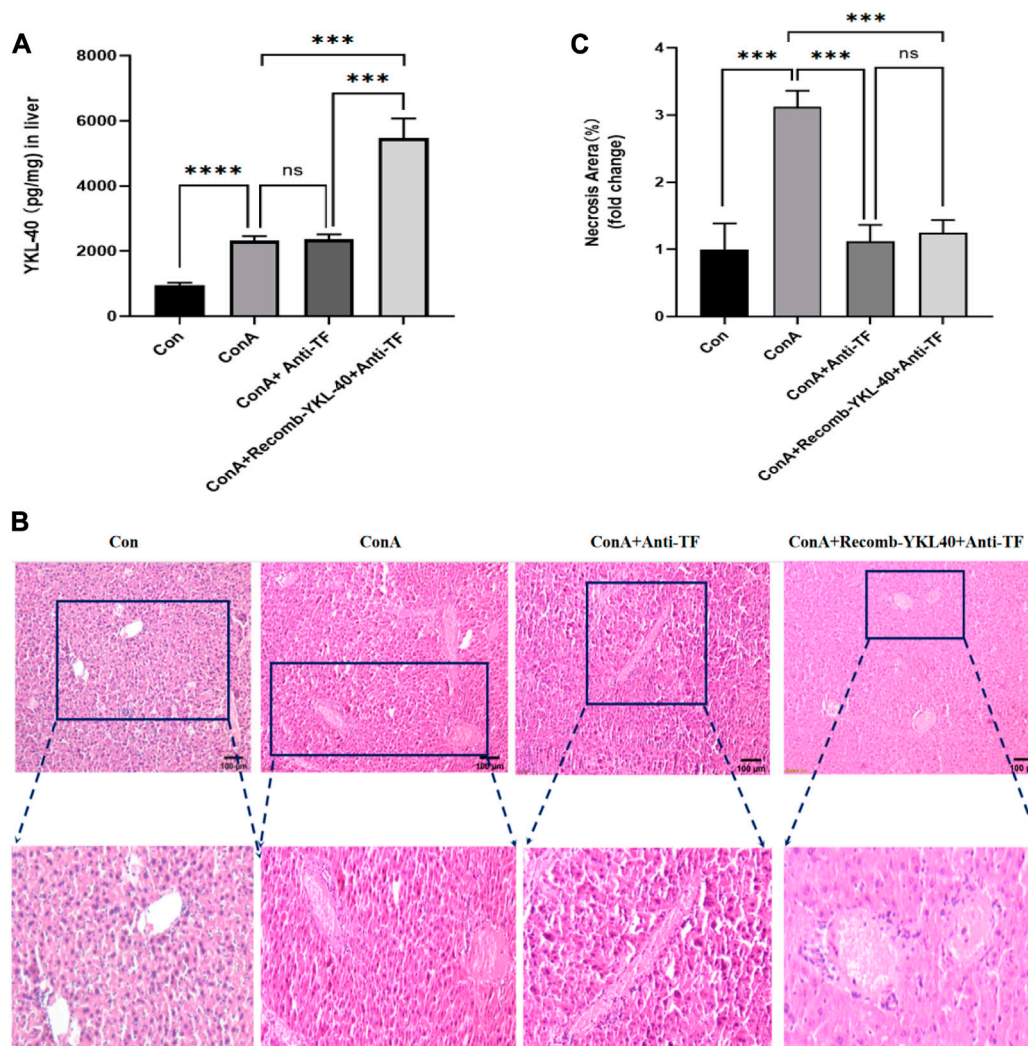 A
YKL-40 (pg/mg) in liver
8000
6000
4000
2000
0
***
***
****
ns
Con
ConA
ConA+ Anti-TF
ConA+Recomb-YKL-40+Anti-TF
C
Necrosis Arera(%)
(fold change)
4
3
2
1
0
***
***
***
ns
Con
ConA
ConA+Anti-TF
ConA+Recomb-YKL-40+Anti-TF
B
Con
ConA
ConA+Anti-TF
ConA+Recomb-YKL40+Anti-TF
100 µm
100 µm
100 µm
100 µm